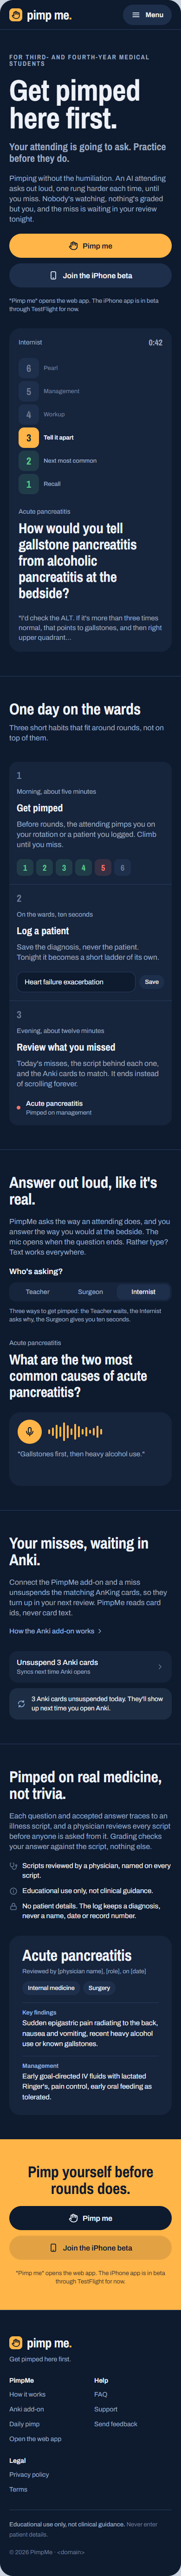 pimp me.
Menu
FOR THIRD- AND FOURTH-YEAR MEDICAL
STUDENTS
Get pimped
here first.
Your attending is going to ask. Practice
before they do.
Pimping without the humiliation. An AI attending
asks out loud, one rung harder each time, until
you miss. Nobody's watching, nothing's graded
but you, and the miss is waiting in your review
tonight.
Pimp me
Join the iPhone beta
"Pimp me" opens the web app. The iPhone app is in beta
through TestFlight for now.
Internist
0:42
6 Pearl
5 Management
4 Workup
3 Tell it apart
2 Next most common
1 Recall
Acute pancreatitis
How would you tell
gallstone pancreatitis
from alcoholic
pancreatitis at the
bedside?
"I'd check the ALT. If it's more than three times
normal, that points to gallstones, and then right
upper quadrant…
One day on the wards
Three short habits that fit around rounds, not on
top of them.
1
Morning, about five minutes
Get pimped
Before rounds, the attending pimps you on
your rotation or a patient you logged. Climb
until you miss.
1 2 3 4 5 6
2
On the wards, ten seconds
Log a patient
Save the diagnosis, never the patient.
Tonight it becomes a short ladder of its own.
Heart failure exacerbation
Save
3
Evening, about twelve minutes
Review what you missed
Today's misses, the script behind each one,
and the Anki cards to match. It ends instead
of scrolling forever.
Acute pancreatitis
Pimped on management
Answer out loud, like it's
real.
PimpMe asks the way an attending does, and you
answer the way you would at the bedside. The
mic opens when the question ends. Rather type?
Text works everywhere.
Who's asking?
Teacher
Surgeon
Internist
Three ways to get pimped: the Teacher waits, the Internist
asks why, the Surgeon gives you ten seconds.
Acute pancreatitis
What are the two most
common causes of acute
pancreatitis?
"Gallstones first, then heavy alcohol use."
Your misses, waiting in
Anki.
Connect the PimpMe add-on and a miss
unsuspends the matching AnKing cards, so they
turn up in your next review. PimpMe reads card
ids, never card text.
How the Anki add-on works
Unsuspend 3 Anki cards
Syncs next time Anki opens
3 Anki cards unsuspended today. They'll show
up next time you open Anki.
Pimped on real medicine,
not trivia.
Each question and accepted answer traces to an
illness script, and a physician reviews every script
before anyone is asked from it. Grading checks
your answer against the script, nothing else.
Scripts reviewed by a physician, named on every
script.
Educational use only, not clinical guidance.
No patient details. The log keeps a diagnosis,
never a name, date or record number.
Acute pancreatitis
Reviewed by [physician name], [role], on [date]
Internal medicine
Surgery
Key findings
Sudden epigastric pain radiating to the back,
nausea and vomiting, recent heavy alcohol
use or known gallstones.
Management
Early goal-directed IV fluids with lactated
Ringer's, pain control, early oral feeding as
tolerated.
Pimp yourself before
rounds does.
Pimp me
Join the iPhone beta
"Pimp me" opens the web app. The iPhone app is in beta
through TestFlight for now.
pimp me.
Get pimped here first.
PimpMe
How it works
Anki add-on
Daily pimp
Open the web app
Help
FAQ
Support
Send feedback
Legal
Privacy policy
Terms
Educational use only, not clinical guidance. Never enter
patient details.
© 2026 PimpMe · <domain>